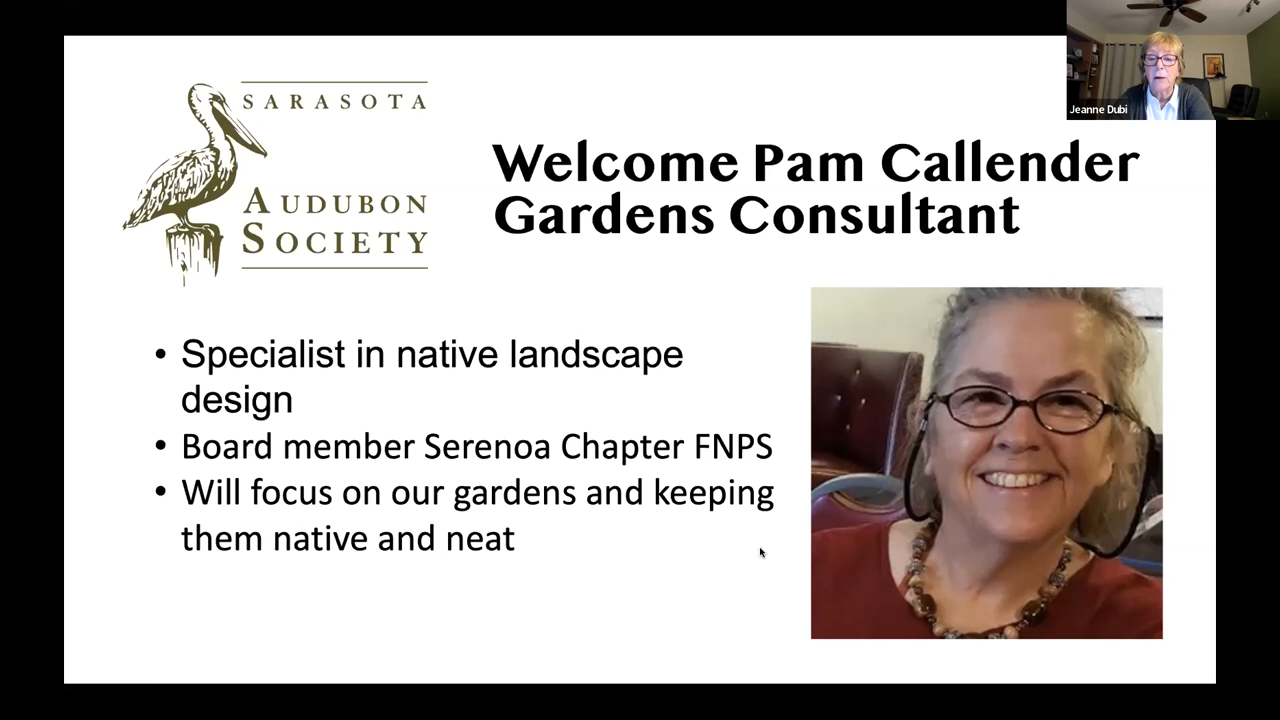 Jeanne Dubi
SARASOTA
AUDUBON
SOCIETY
Welcome Pam Callender
Gardens Consultant
• Specialist in native landscape
design
• Board member Serenoa Chapter FNPS
• Will focus on our gardens and keeping
them native and neat